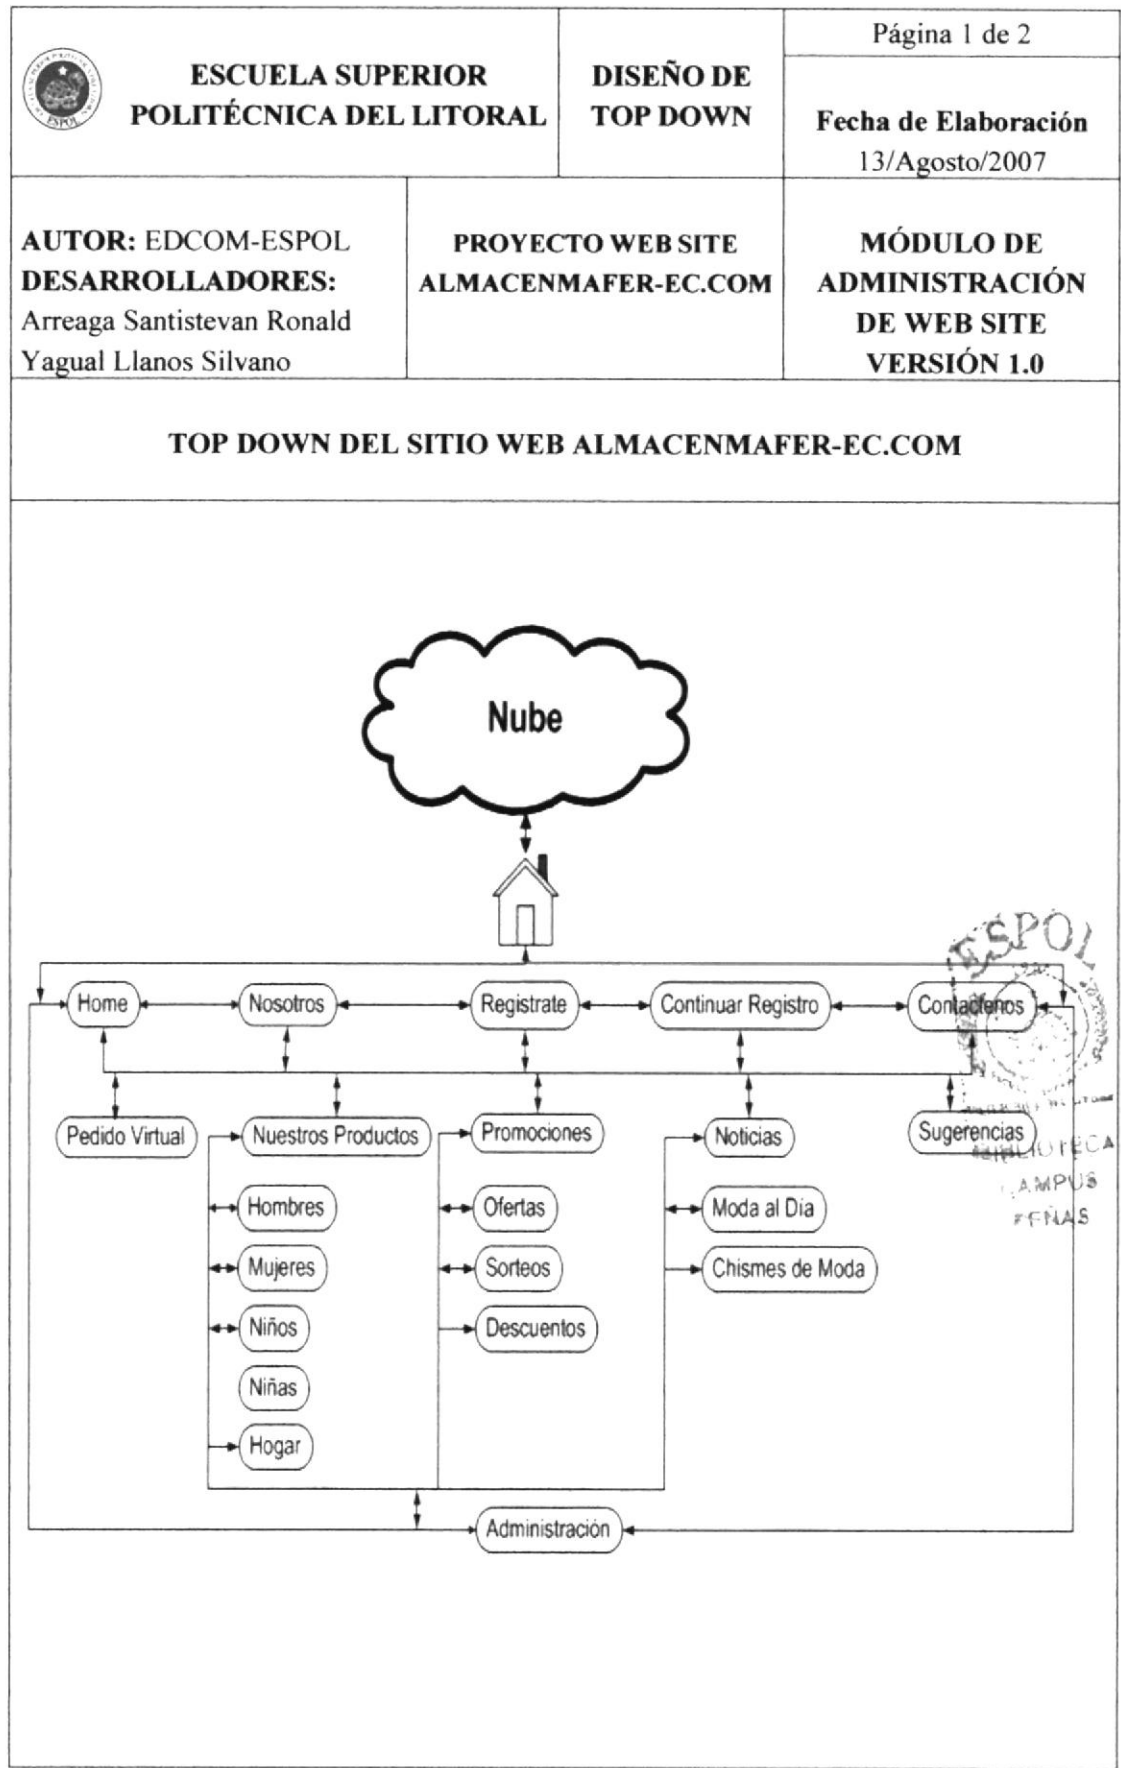 Página 1 de 2
ESCUELA SUPERIOR
POLITÉCNICA DEL LITORAL
DISEÑO DE
TOP DOWN
Fecha de Elaboración
13/Agosto/2007
ESPOL
AUTOR: EDCOM-ESPOL
DESARROLLADORES:
Arreaga Santistevan Ronald
Yagual Llanos Silvano
PROYECTO WEB SITE
ALMACENMAFER-EC.COM
MÓDULO DE
ADMINISTRACIÓN
DE WEB SITE
VERSIÓN 1.0
TOP DOWN DEL SITIO WEB ALMACENMAFER-EC.COM
Nube
Home
Nosotros
Registrate
Continuar Registro
Contactenos
Pedido Virtual
Nuestros Productos
Promociones
Noticias
Sugerencias
Hombres
Ofertas
Moda al Día
Mujeres
Sorteos
Chismes de Moda
Niños
Descuentos
Niñas
Hogar
Administración
ESPOL
BIBLIOTECA
CAMPUS
PEÑAS